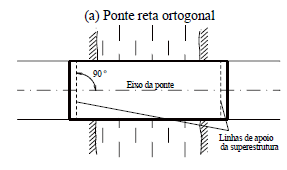 (a) Ponte reta ortogonal
90°
Eixo da ponte
Linhas de apoio
da superestrutura